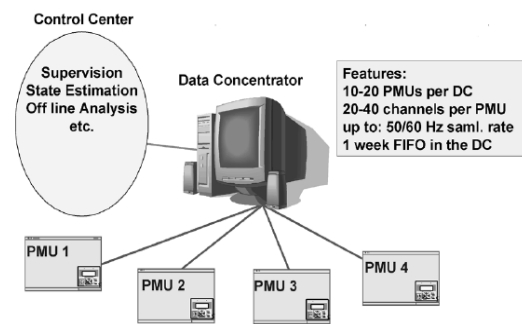 Control Center
Supervision
State Estimation
Off line Analysis
etc.
Data Concentrator
Features:
10-20 PMUs per DC
20-40 channels per PMU
up to: 50/60 Hz saml. rate
1 week FIFO in the DC
PMU 1
PMU 2
PMU 3
PMU 4